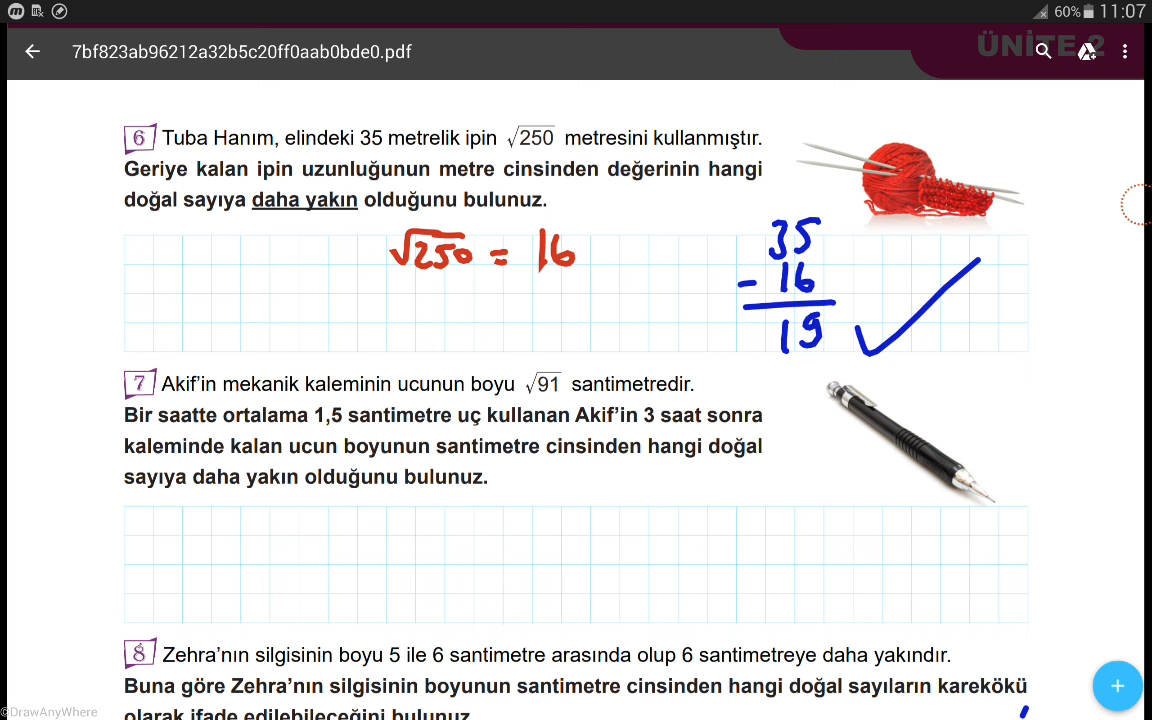 60% 11:07
7bf823ab96212a32b5c20ff0aab0bde0.pdf
ÜNİTE 2
6 Tuba Hanım, elindeki 35 metrelik ipin √250 metresini kullanmıştır.
Geriye kalan ipin uzunluğunun metre cinsinden değerinin hangi
doğal sayıya daha yakın olduğunu bulunuz.
√250 = 16
35
- 16
19
7 Akif'in mekanik kaleminin ucunun boyu √91 santimetredir.
Bir saatte ortalama 1,5 santimetre uç kullanan Akif'in 3 saat sonra
kaleminde kalan ucun boyunun santimetre cinsinden hangi doğal
sayıya daha yakın olduğunu bulunuz.
8 Zehra'nın silgisinin boyu 5 ile 6 santimetre arasında olup 6 santimetreye daha yakındır.
Buna göre Zehra'nın silgisinin boyunun santimetre cinsinden hangi doğal sayıların karekökü
olarak ifade edilebileceğini bulunuz.
©DrawAnyWhere